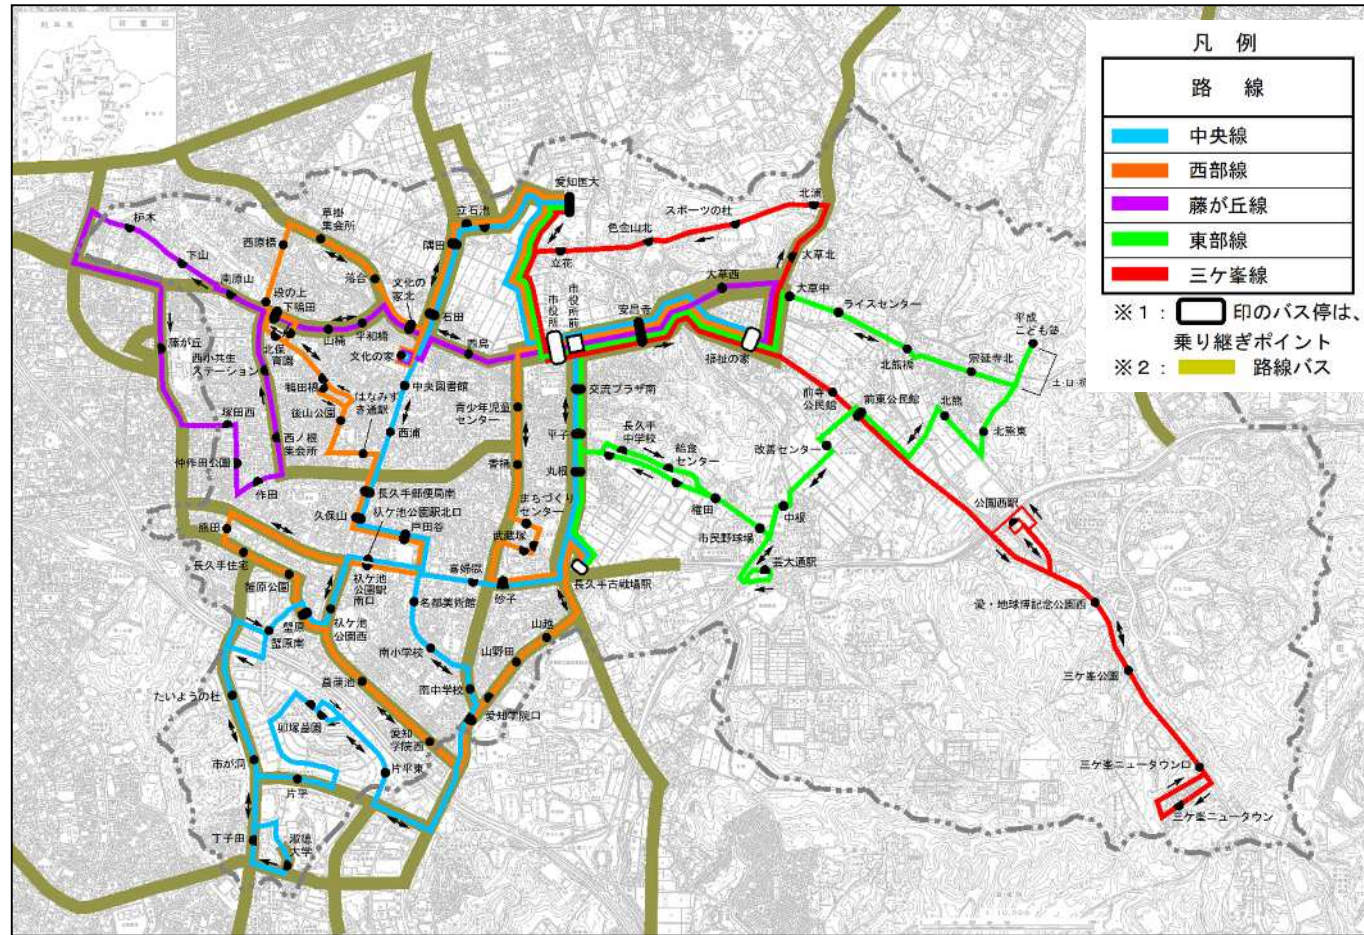 凡 例
路 線
中央線
西部線
藤が丘線
東部線
三ケ峯線
※1： 印のバス停は、
乗り継ぎポイント
※2： 路線バス
愛知医大
立石池
隅田
草掛
集会所
西原橋
落合
文化の
家北
石田
文化の家
西島
杁木
下山
南原山
段の上
下鴨田
北保
育園
山桶
平和橋
藤が丘
西小共生
ステーション
鴨田橋
はなみず
き通駅
後山公園
塚田西
仲作田公園
作田
西ノ根
集会所
中央図書館
西浦
長久手郵便局南
久保山
戸田谷
杁ケ池公園駅北口
杁ケ池
公園駅
南口
熊田
長久手住宅
蟹原公園
蟹原
蟹原南
杁ケ池
公園西
喜婦嶽
砂子
名都美術館
南小学校
南中学校
山越
山野田
愛知学院口
菖蒲池
愛知
学院西
たいようの杜
卯塚墓園
市が洞
片平
片平東
丁子田
淑徳
大学
市役所
市役所前
青少年児童
センター
香桶
まちづくり
センター
武蔵塚
交流プラザ南
平子
丸根
長久手古戦場駅
長久手
中学校
給食
センター
権田
市民野球場
芸大通駅
中根
改善センター
安昌寺
大草西
福祉の家
立花
色金山北
スポーツの杜
北浦
大草北
大草中
ライスセンター
北熊橋
宗延寺北
平成
こども塾
土・日・祝
北熊
北熊東
前寺
公民館
前東公民館
公園西駅
愛・地球博記念公園西
三ケ峯公園
三ケ峯ニュータウン口
三ケ峯ニュータウン